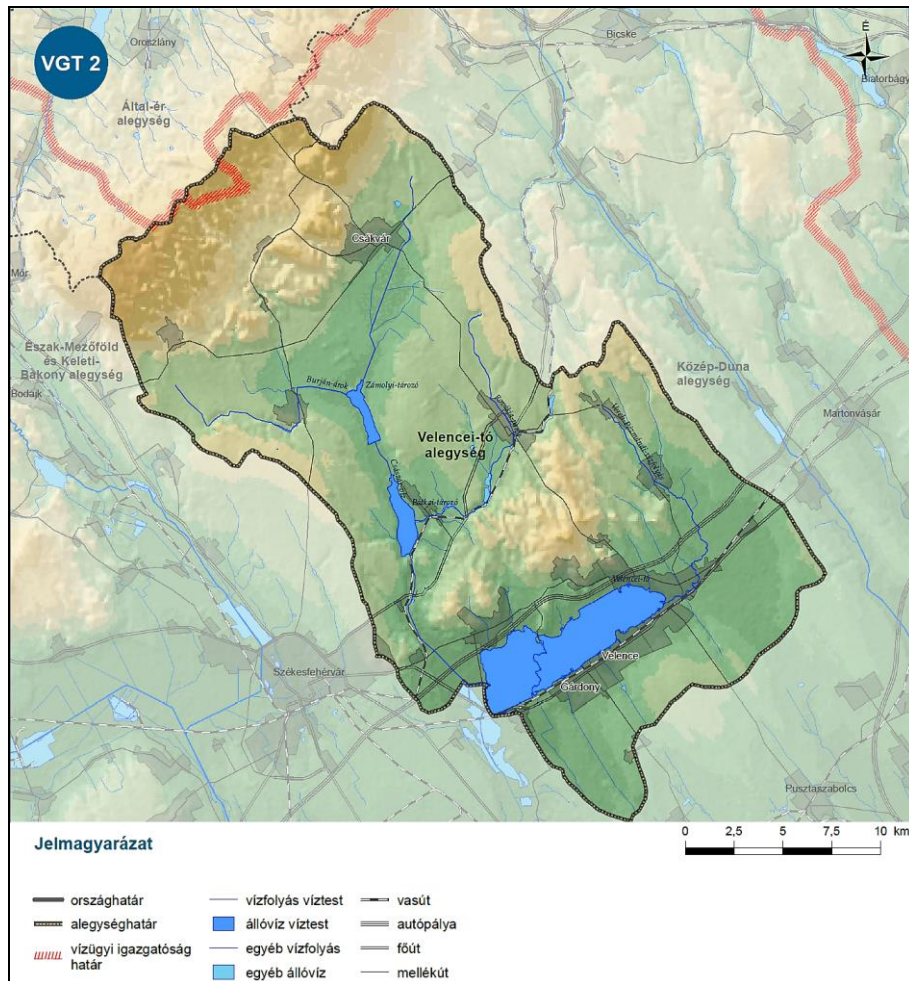 VGT 2
Oroszlány
Bicske
É
Biatorbágy
Által-ér
alegység
Csákvár
Mór
Észak-Mezőföld
és Keleti-
Bakony alegység
Bodajk
Burján-árok
Zámolyi-tározó
Közép-Duna
alegység
Martonvásár
Velencei-tó
alegység
Pátkai-tározó
Velencei-tó
Székesfehérvár
Velence
Gárdony
Pusztaszabolcs
Jelmagyarázat
0 2,5 5 7,5 10 km
országhatár
alegységhatár
vízügyi igazgatóság
határ
vízfolyás víztest
állóvíz víztest
egyéb vízfolyás
egyéb állóvíz
vasút
autópálya
főút
mellékút